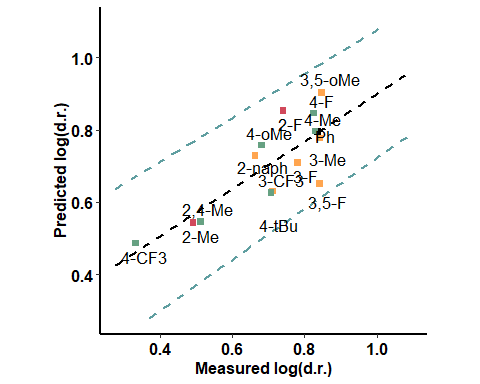 1.0
3,5-oMe
4-F
0.8
4-Me
2-F
4-oMe
Ph
3-Me
2-naph
3-F
3-CF3
0.6
3,5-F
2,4-Me
4-tBu
2-Me
4-CF3
0.4
Predicted log(d.r.)
0.4 0.6 0.8 1.0
Measured log(d.r.)